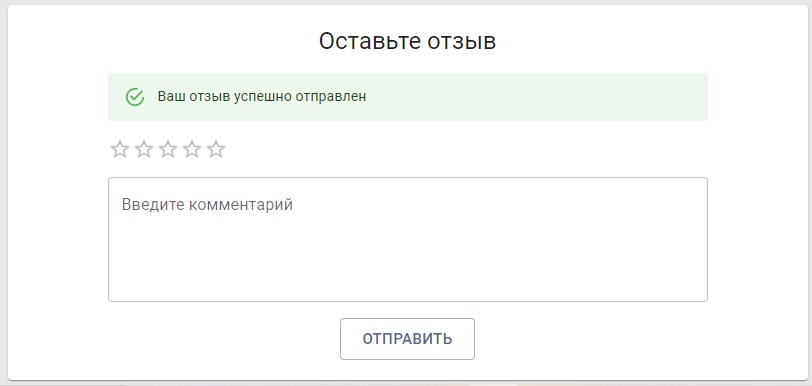 Оставьте отзыв
Ваш отзыв успешно отправлен
Введите комментарий
ОТПРАВИТЬ